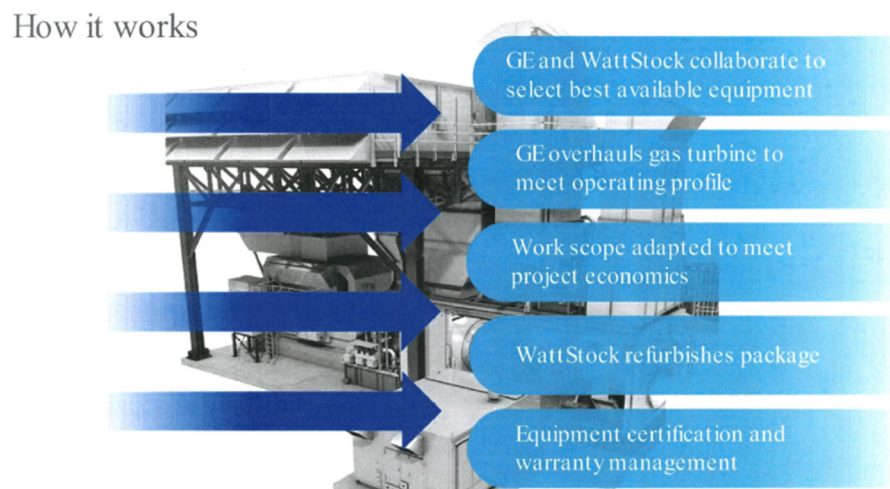 How it works
GE and WattStock collaborate to
select best available equipment
GE overhauls gas turbine to
meet operating profile
Work scope adapted to meet
project economics
WattStock refurbishes package
Equipment certification and
warranty management